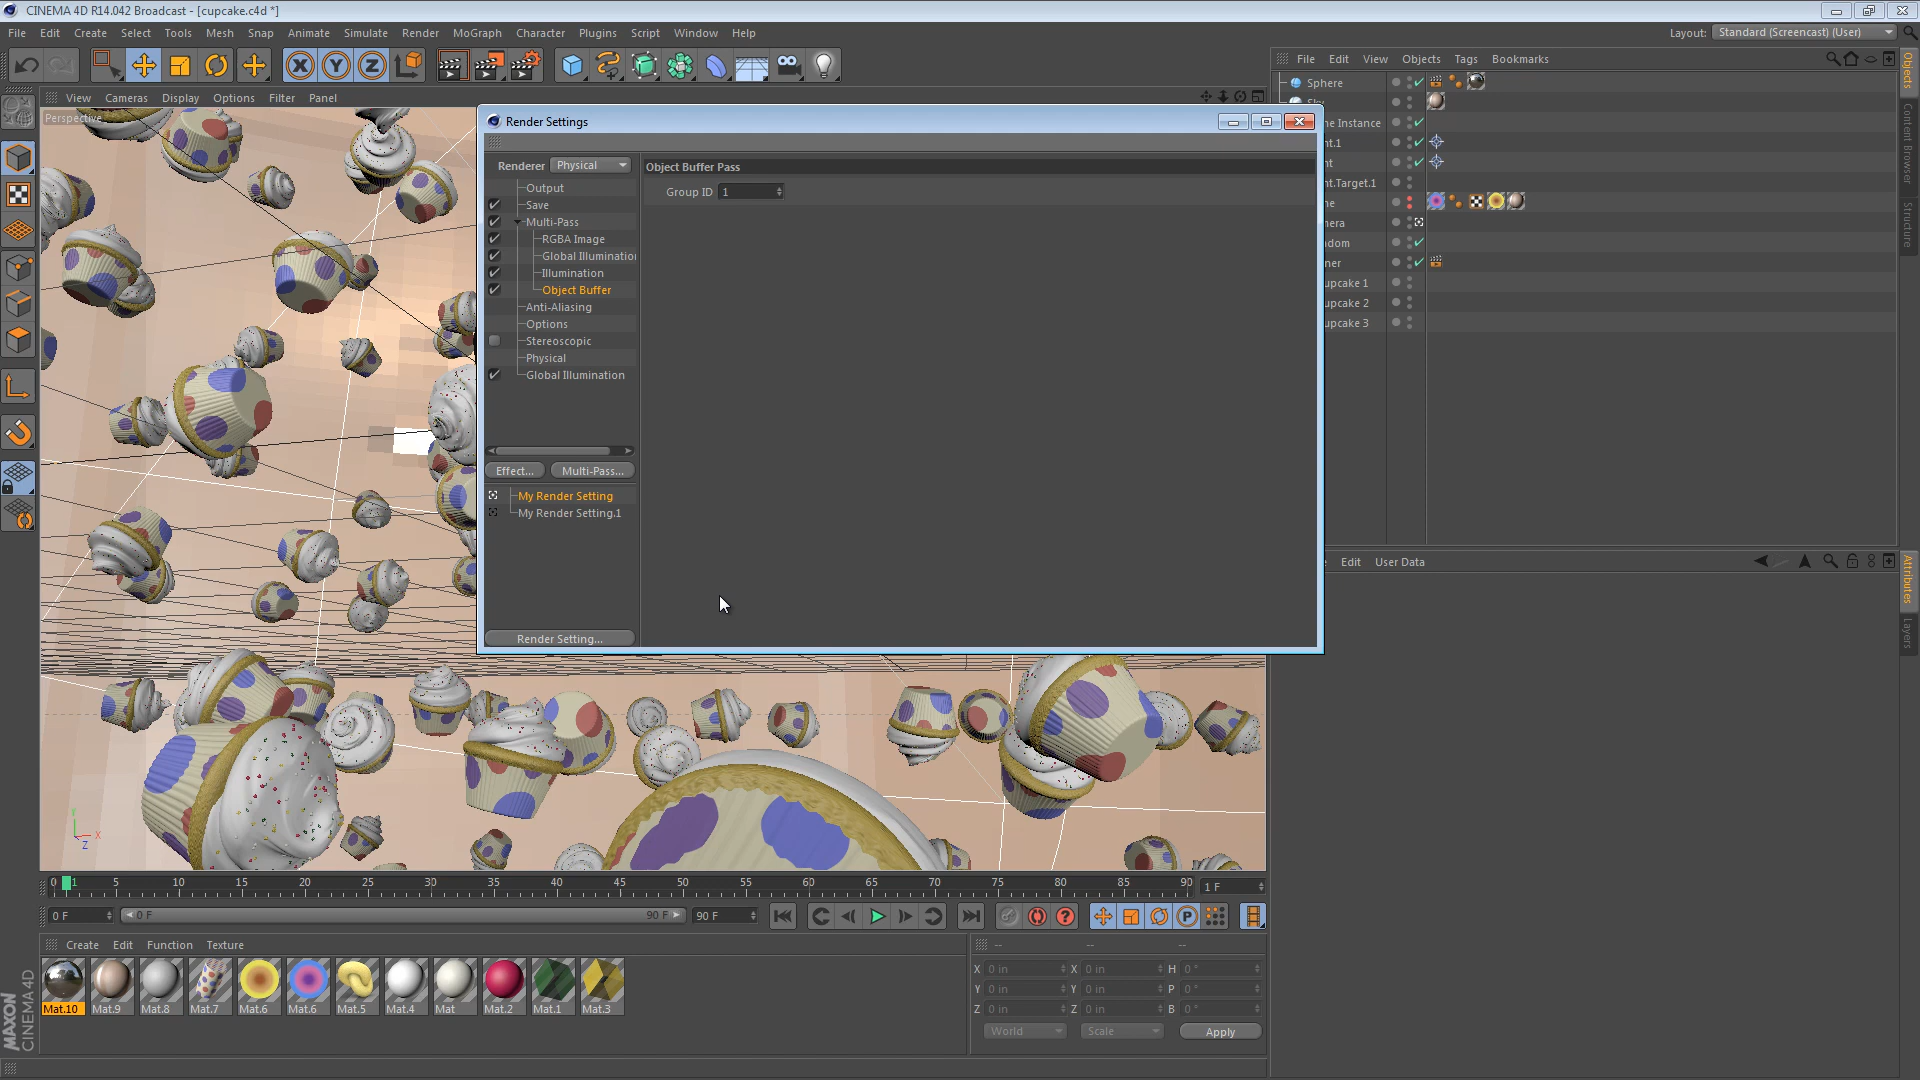 CINEMA 4D R14.042 Broadcast - [cupcake.c4d *]
File Edit Create Select Tools Mesh Snap Animate Simulate Render MoGraph Character Plugins Script Window Help
Layout: Standard (Screencast) (User)
View Cameras Display Options Filter Panel
Perspective
File Edit View Objects Tags Bookmarks
Sphere
ne Instance
nt.1
nt
nt.Target.1
ne
nera
ndom
ner
upcake 1
upcake 2
upcake 3
Objects
Content Browser
Structure
Render Settings
Renderer Physical
Output
Save
Multi-Pass
RGBA Image
Global Illumination
Illumination
Object Buffer
Anti-Aliasing
Options
Stereoscopic
Physical
Global Illumination
Effect... Multi-Pass...
My Render Setting
My Render Setting.1
Render Setting...
Object Buffer Pass
Group ID 1
e Edit User Data
Attributes
Layers
Y X Z
0 1 5 10 15 20 25 30 35 40 45 50 55 60 65 70 75 80 85 90 1 F
0 F 0 F 90 F 90 F
Create Edit Function Texture
Mat.10 Mat.9 Mat.8 Mat.7 Mat.6 Mat.6 Mat.5 Mat.4 Mat Mat.2 Mat.1 Mat.3
-- -- --
X 0 in X 0 in H 0 °
Y 0 in Y 0 in P 0 °
Z 0 in Z 0 in B 0 °
World Scale Apply
MAXON
CINEMA 4D